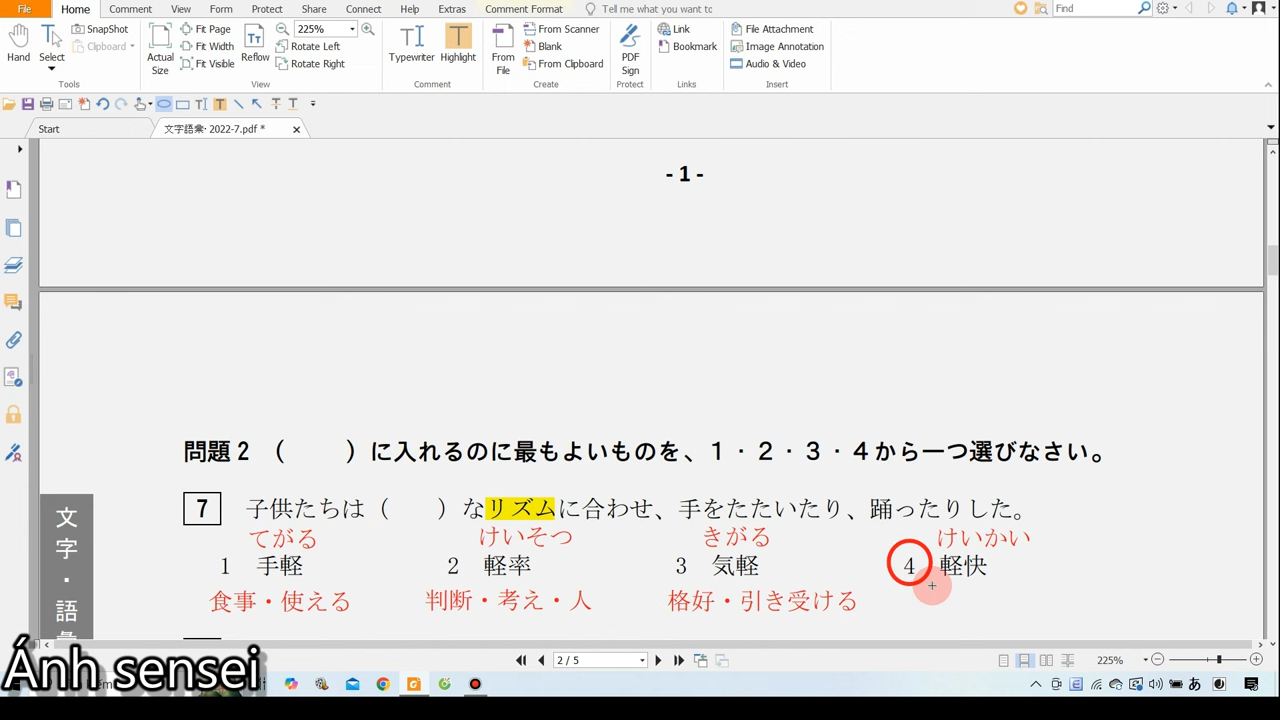 File Home Comment View Form Protect Share Connect Help Extras Comment Format Tell me what you want to Find
SnapShot Fit Page 225% From Scanner Link File Attachment
Clipboard Fit Width Blank Bookmark Image Annotation
Hand Select Actual Size Reflow Fit Visible Rotate Left Rotate Right Typewriter Highlight From File From Clipboard PDF Sign Audio & Video
Tools View Comment Create Protect Links Insert
Start 文字語彙· 2022-7.pdf *
- 1 -
問題2 ( )に入れるのに最もよいものを、1・2・3・4から一つ選びなさい。
7 子供たちは( )なリズムに合わせ、手をたたいたり、踊ったりした。
てがる けいそつ きがる けいかい
1 手軽 2 軽率 3 気軽 4 軽快
食事・使える 判断・考え・人 格好・引き受ける
文字・語彙
Ánh sensei
2 / 5 225%
あ